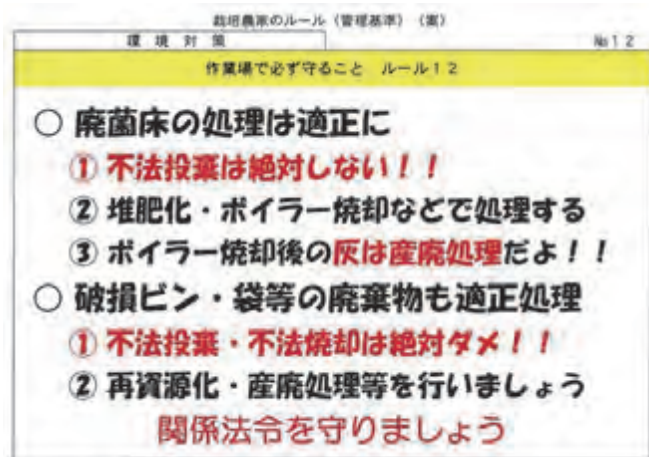 栽培農家のルール（管理基準）（案）
環境対策
No12
作業場で必ず守ること ルール12
○ 廃菌床の処理は適正に
① 不法投棄は絶対しない！！
② 堆肥化・ボイラー焼却などで処理する
③ ボイラー焼却後の灰は産廃処理だよ！！
○ 破損ビン・袋等の廃棄物も適正処理
① 不法投棄・不法焼却は絶対ダメ！！
② 再資源化・産廃処理等を行いましょう
関係法令を守りましょう